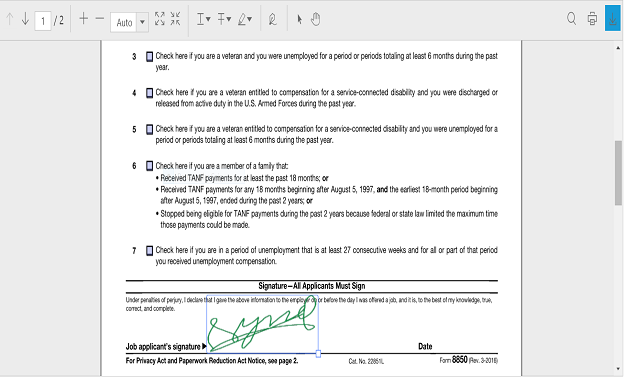 1 / 2
Auto
3 Check here if you are a veteran and you were unemployed for a period or periods totaling at least 6 months during the past
year.
4 Check here if you are a veteran entitled to compensation for a service-connected disability and you were discharged or
released from active duty in the U.S. Armed Forces during the past year.
5 Check here if you are a veteran entitled to compensation for a service-connected disability and you were unemployed for a
period or periods totaling at least 6 months during the past year.
6 Check here if you are a member of a family that:
• Received TANF payments for at least the past 18 months; or
• Received TANF payments for any 18 months beginning after August 5, 1997, and the earliest 18-month period beginning
after August 5, 1997, ended during the past 2 years; or
• Stopped being eligible for TANF payments during the past 2 years because federal or state law limited the maximum time
those payments could be made.
7 Check here if you are in a period of unemployment that is at least 27 consecutive weeks and for all or part of that period
you received unemployment compensation.
Signature—All Applicants Must Sign
Under penalties of perjury, I declare that I gave the above information to the employer on or before the day I was offered a job, and it is, to the best of my knowledge, true,
correct, and complete.
Job applicant's signature Date
For Privacy Act and Paperwork Reduction Act Notice, see page 2. Cat. No. 22851L Form 8850 (Rev. 3-2016)